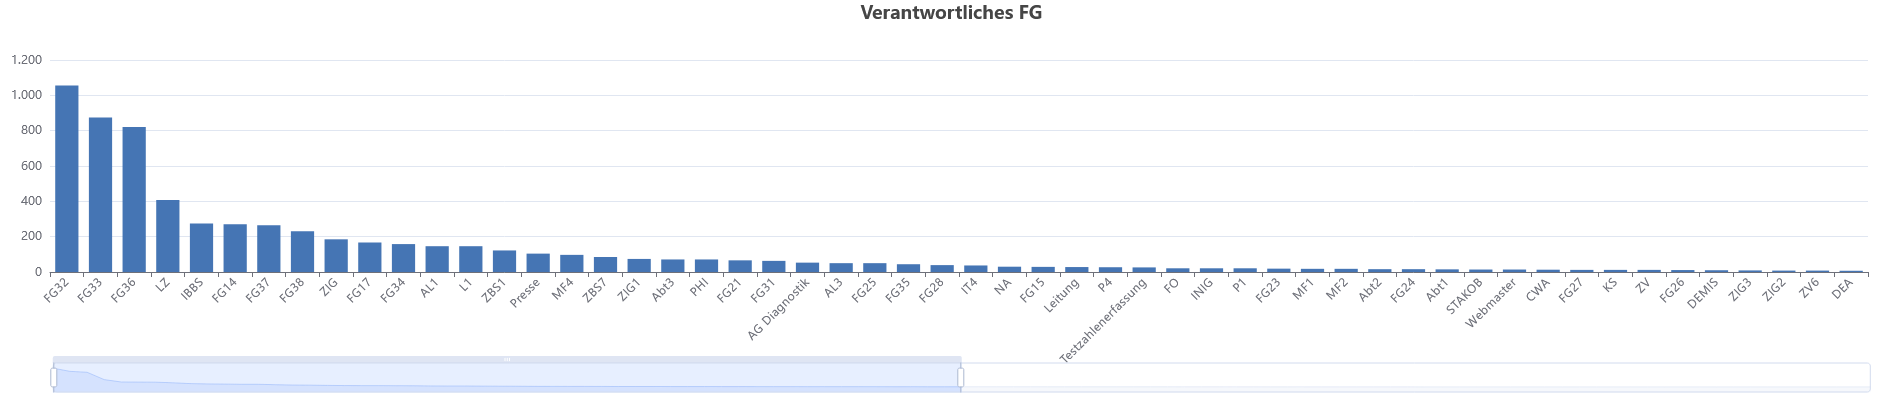 Verantwortliches FG
1.200
1.000
800
600
400
200
0
FG32
FG33
FG36
LZ
IBBS
FG14
FG37
FG38
ZIG
FG17
FG34
AL1
L1
ZBS1
Presse
MF4
ZBS7
ZIG1
Abt3
PHI
FG21
FG31
AG Diagnostik
AL3
FG25
FG35
FG28
IT4
NA
FG15
Leitung
P4
Testzahlenerfassung
FO
INIG
P1
FG23
MF1
MF2
Abt2
FG24
Abt1
STAKOB
Webmaster
CWA
FG27
KS
ZV
FG26
DEMIS
ZIG3
ZIG2
ZV6
DEA